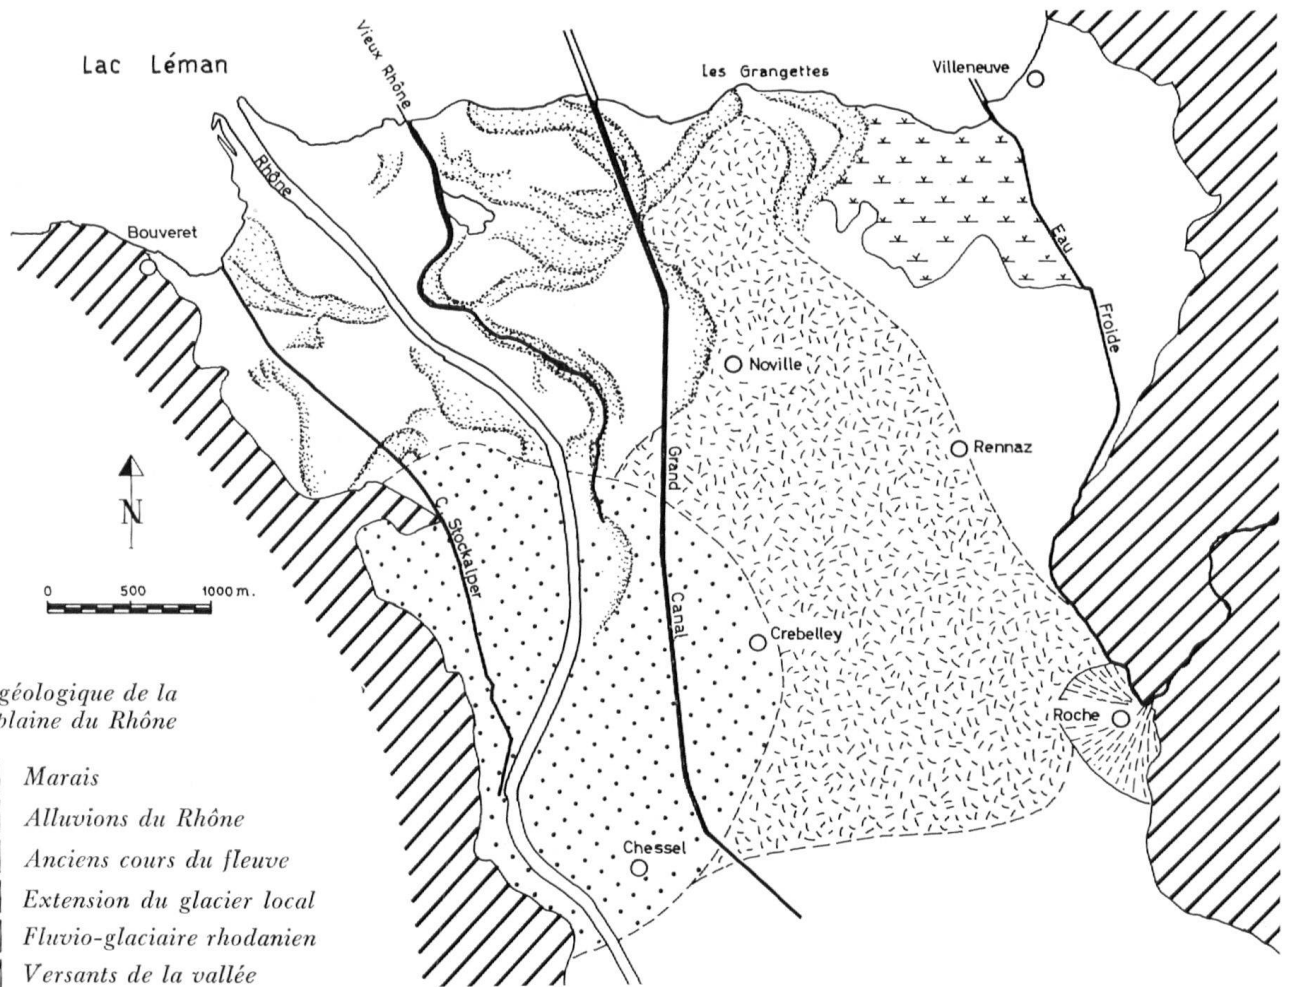 Lac Léman
Vieux Rhône
Les Grangettes
Villeneuve
Rhône
Bouveret
Eau
Froide
Noville
Rennaz
Grand
Canal
C. Stockalper
N
0 500 1000 m.
Crebelley
Roche
Chessel
géologique de la
plaine du Rhône
Marais
Alluvions du Rhône
Anciens cours du fleuve
Extension du glacier local
Fluvio-glaciaire rhodanien
Versants de la vallée